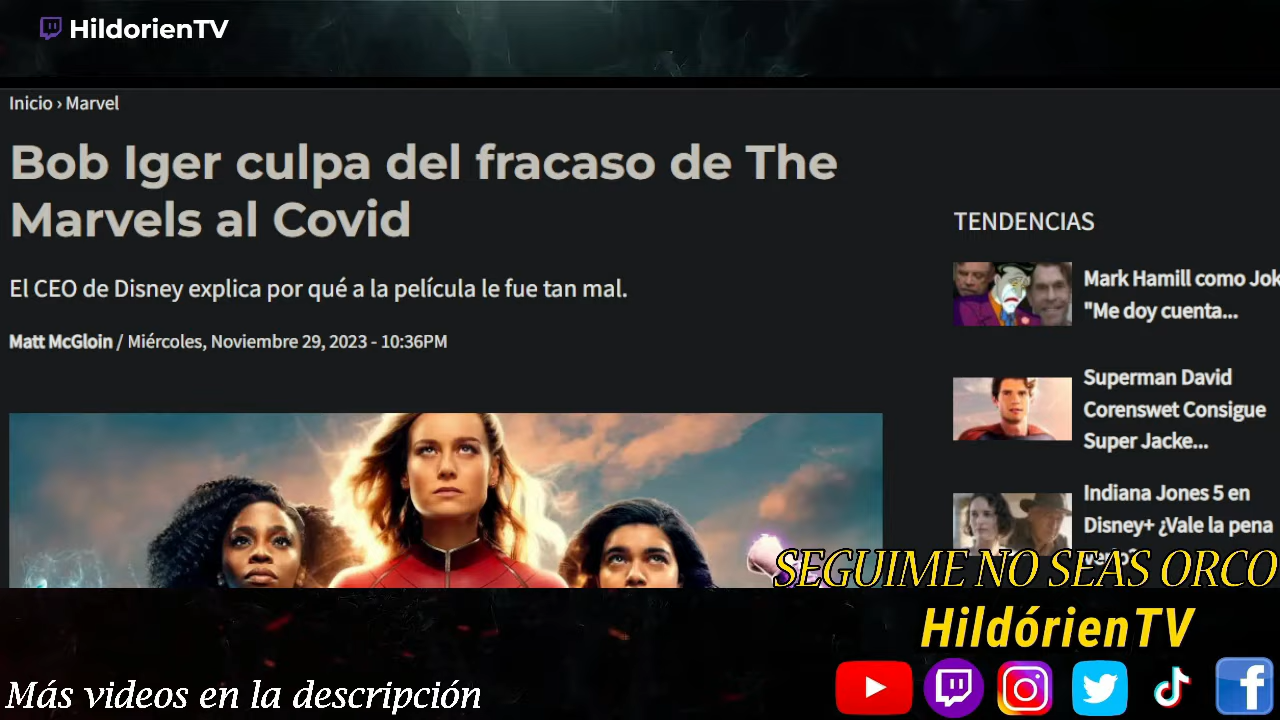 HildorienTV
Inicio › Marvel
Bob Iger culpa del fracaso de The
Marvels al Covid
El CEO de Disney explica por qué a la película le fue tan mal.
Matt McGloin / Miércoles, Noviembre 29, 2023 - 10:36PM
TENDENCIAS
Mark Hamill como Jok
"Me doy cuenta...
Superman David
Corenswet Consigue
Super Jacke...
Indiana Jones 5 en
Disney+ ¿Vale la pena
SEGUIME NO SEAS ORCO
HildórienTV
Más videos en la descripción